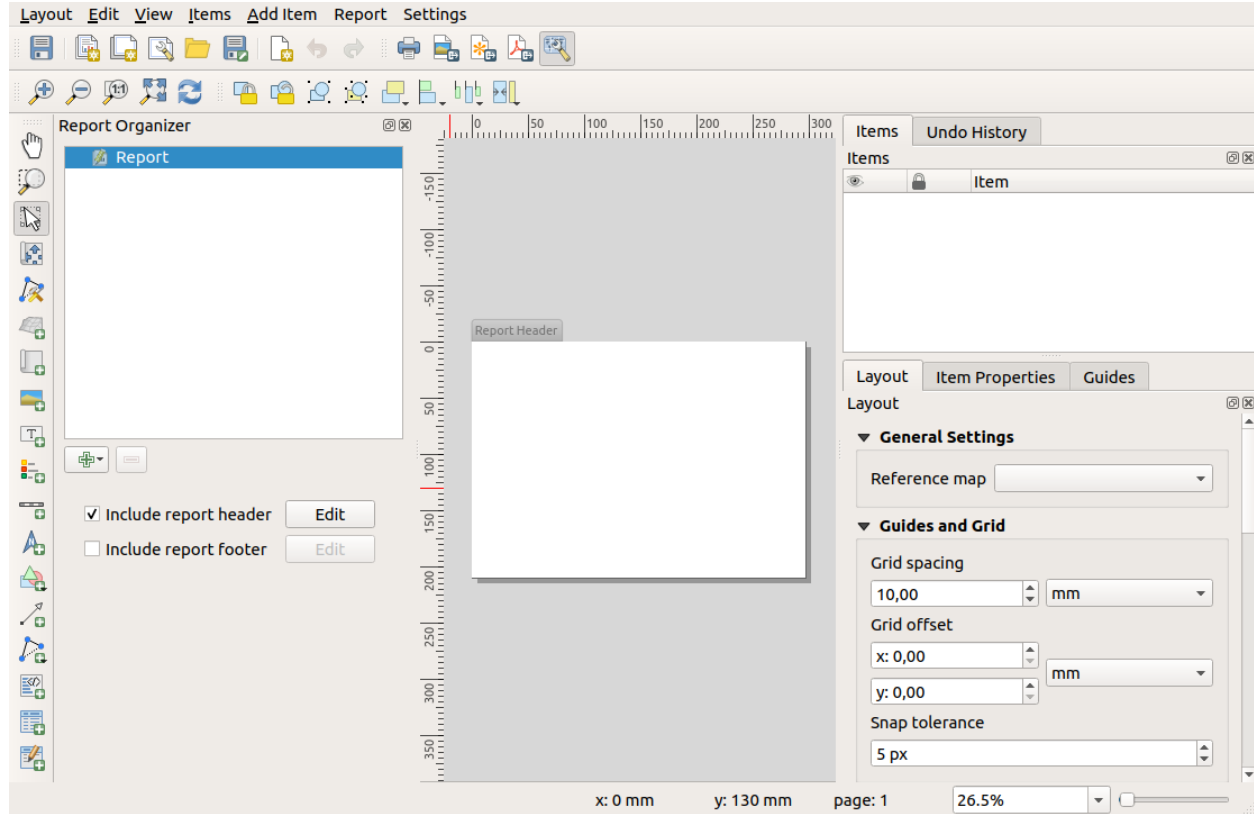 Layout Edit View Items Add Item Report Settings
1:1
Report Organizer
Report
Include report header Edit
Include report footer Edit
0 50 100 150 200 250 300
-150
-100
-50
0
50
100
150
200
250
300
350
Report Header
Items Undo History
Items
Item
Layout Item Properties Guides
Layout
General Settings
Reference map
Guides and Grid
Grid spacing
10,00 mm
Grid offset
x: 0,00
mm
y: 0,00
Snap tolerance
5 px
x: 0 mm y: 130 mm page: 1 26.5%